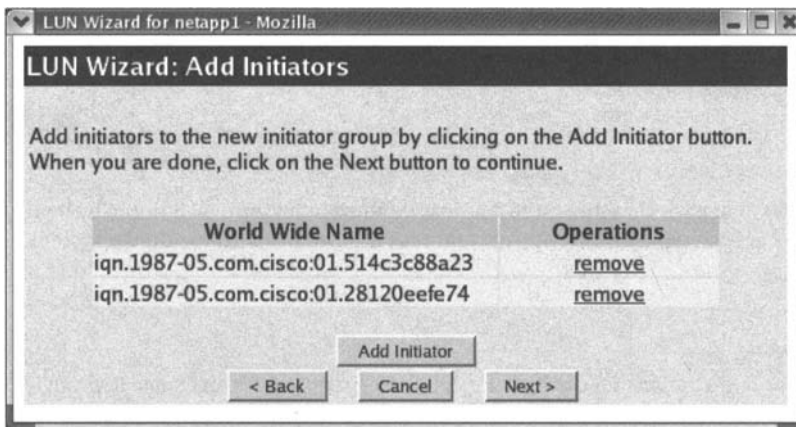 LUN Wizard for netapp1 - Mozilla
LUN Wizard: Add Initiators
Add initiators to the new initiator group by clicking on the Add Initiator button.
When you are done, click on the Next button to continue.
World Wide Name Operations
iqn.1987-05.com.cisco:01.514c3c88a23 remove
iqn.1987-05.com.cisco:01.28120eefe74 remove
Add Initiator
< Back Cancel Next >